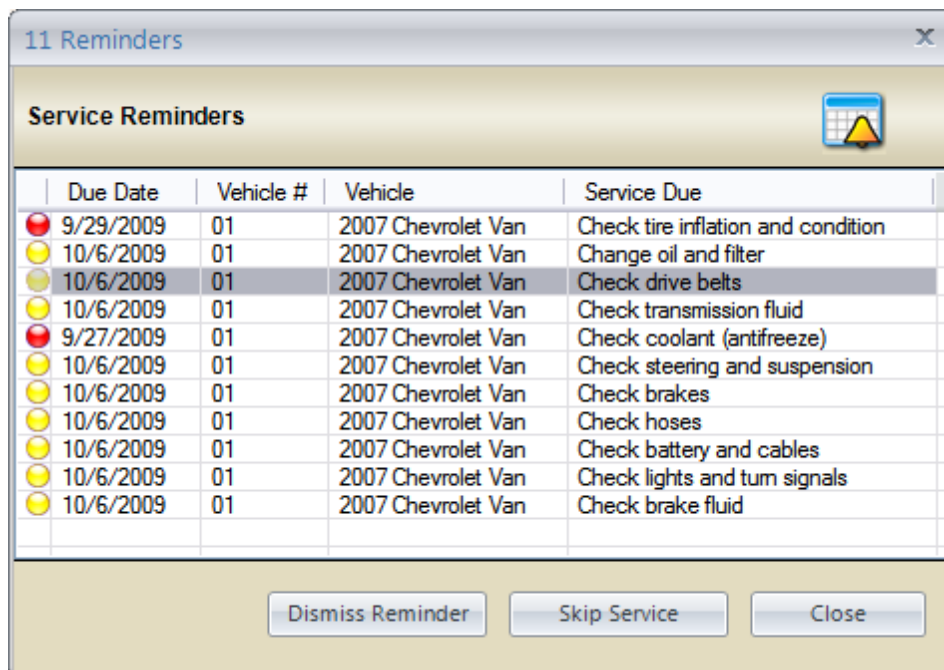 11 Reminders x
Service Reminders
Due Date Vehicle # Vehicle Service Due
9/29/2009 01 2007 Chevrolet Van Check tire inflation and condition
10/6/2009 01 2007 Chevrolet Van Change oil and filter
10/6/2009 01 2007 Chevrolet Van Check drive belts
10/6/2009 01 2007 Chevrolet Van Check transmission fluid
9/27/2009 01 2007 Chevrolet Van Check coolant (antifreeze)
10/6/2009 01 2007 Chevrolet Van Check steering and suspension
10/6/2009 01 2007 Chevrolet Van Check brakes
10/6/2009 01 2007 Chevrolet Van Check hoses
10/6/2009 01 2007 Chevrolet Van Check battery and cables
10/6/2009 01 2007 Chevrolet Van Check lights and turn signals
10/6/2009 01 2007 Chevrolet Van Check brake fluid
Dismiss Reminder Skip Service Close